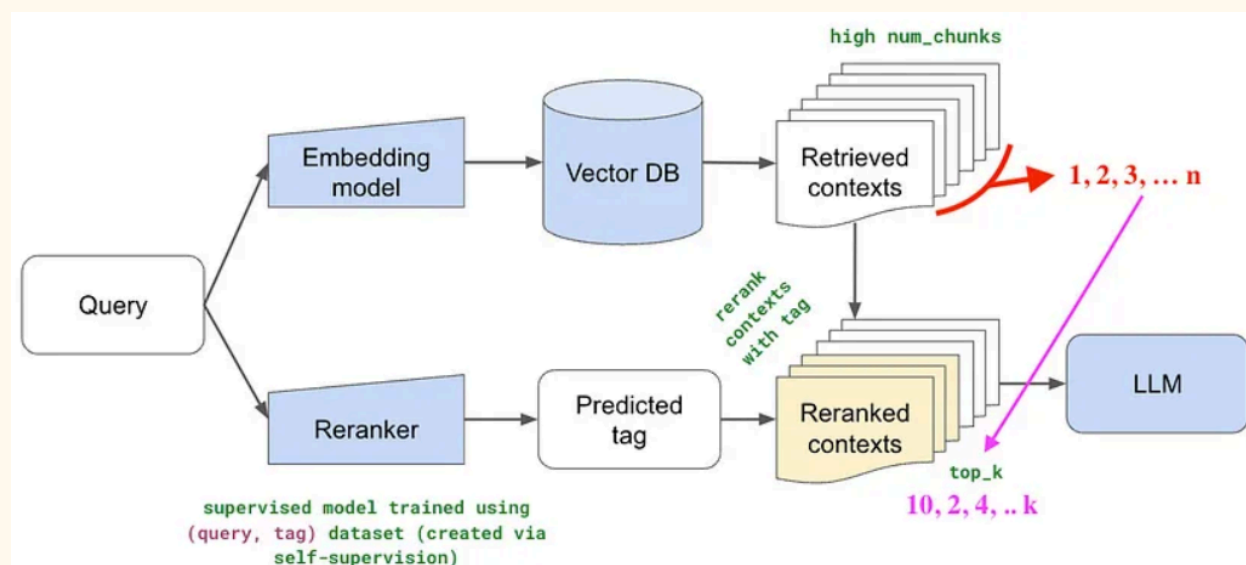 high num_chunks
Embedding
model
Vector DB
Retrieved
contexts
1, 2, 3, ... n
Query
rerank
contexts
with tag
Reranker
Predicted
tag
Reranked
contexts
LLM
top_k
10, 2, 4, .. k
supervised model trained using
(query, tag) dataset (created via
self-supervision)